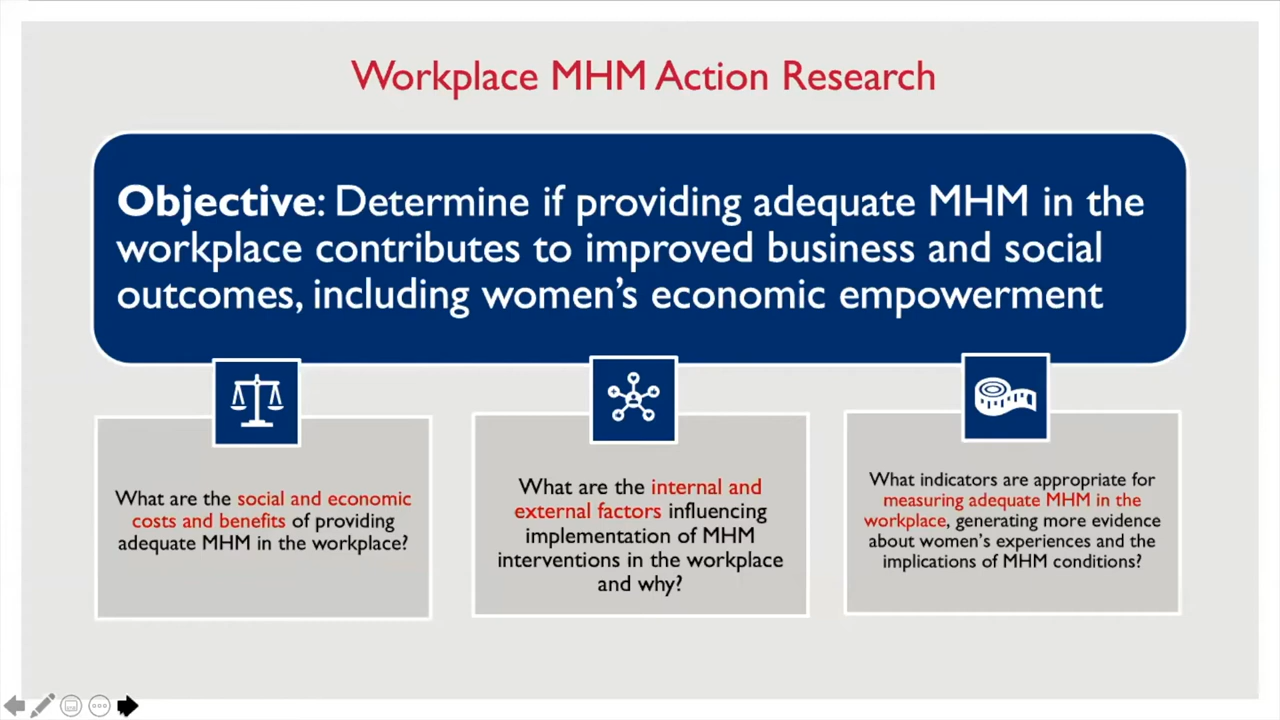 Workplace MHM Action Research
Objective: Determine if providing adequate MHM in the
workplace contributes to improved business and social
outcomes, including women’s economic empowerment
What are the social and economic
costs and benefits of providing
adequate MHM in the workplace?
What are the internal and
external factors influencing
implementation of MHM
interventions in the workplace
and why?
What indicators are appropriate for
measuring adequate MHM in the
workplace, generating more evidence
about women’s experiences and the
implications of MHM conditions?